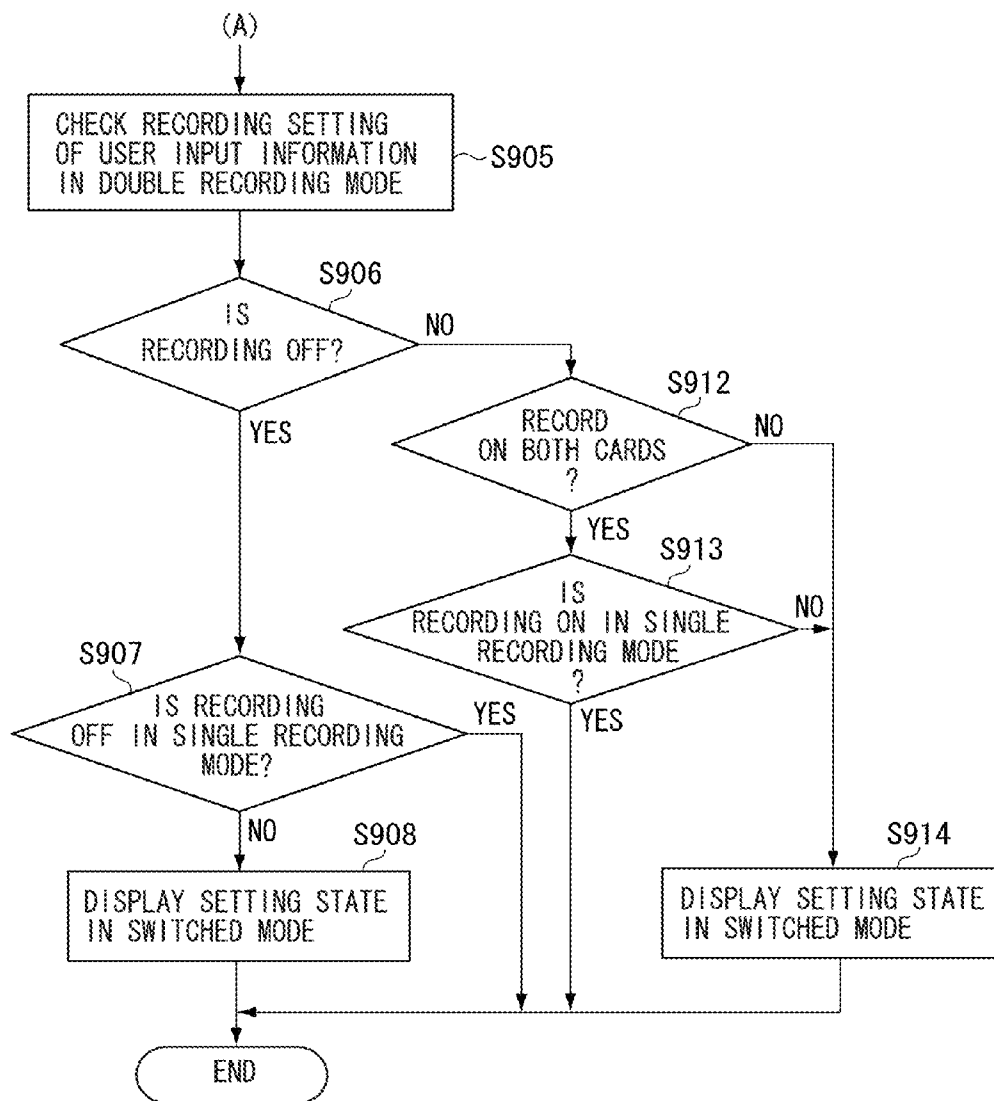 (A)
CHECK RECORDING SETTING
OF USER INPUT INFORMATION
IN DOUBLE RECORDING MODE
S905
S906
IS
RECORDING OFF?
NO
YES
S912
RECORD
ON BOTH CARDS
?
NO
YES
S913
IS
RECORDING ON IN SINGLE
RECORDING MODE
?
NO
YES
S907
IS RECORDING
OFF IN SINGLE RECORDING
MODE?
YES
NO
S908
DISPLAY SETTING STATE
IN SWITCHED MODE
S914
DISPLAY SETTING STATE
IN SWITCHED MODE
END